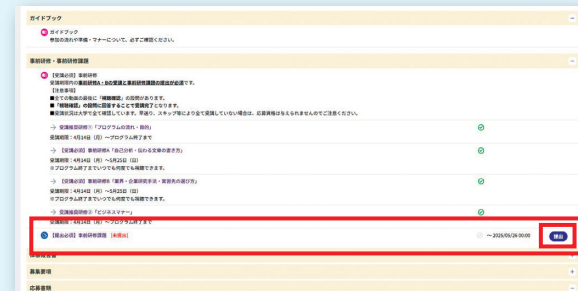 ガイドブック
ガイドブック
参加の流れや準備・マナーについて、必ずご確認ください。
事前研修・事前研修課題
【受講必須】事前研修
受講期限内の事前研修A・Bの受講と事前研修課題の提出が必須です。
【注意事項】
■全ての動画の最後に「視聴確認」の設問があります。
■「視聴確認」の設問に回答することで受講完了となります。
■受講状況は大学で全て確認しています。早送り、スキップ等により全て受講していない場合は、応募資格は与えられませんのでご注意ください。
→ 受講推奨研修①「プログラムの流れ・目的」
受講期間：4月14日（月）～プログラム終了まで
→ 【受講必須】事前研修A「自己分析・伝わる文章の書き方」
受講期間：4月14日（月）～5月25日（日）
※プログラム終了までいつでも何度でも視聴できます。
→ 【受講必須】事前研修B「業界・企業研究手法・実習先の選び方」
受講期間：4月14日（月）～5月25日（日）
※プログラム終了までいつでも何度でも視聴できます。
→ 受講推奨研修②「ビジネスマナー」
受講期間：4月14日（月）～プログラム終了まで
【提出必須】事前研修課題 [未提出] ～ 2025/05/26 00:00 提出
募集要項
応募書類